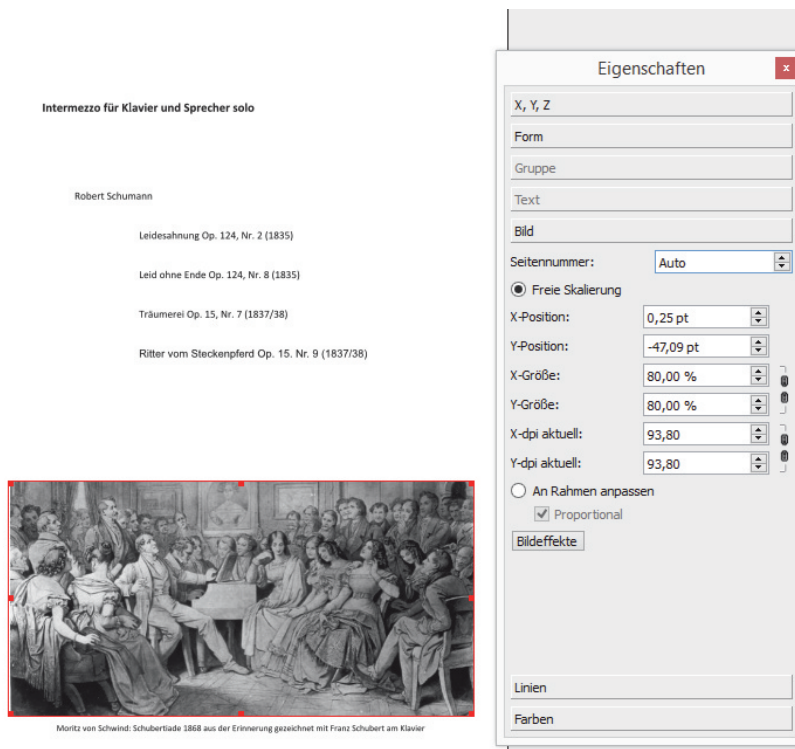 Intermezzo für Klavier und Sprecher solo
Robert Schumann
Leidesahnung Op. 124, Nr. 2 (1835)
Leid ohne Ende Op. 124, Nr. 8 (1835)
Träumerei Op. 15, Nr. 7 (1837/38)
Ritter vom Steckenpferd Op. 15. Nr. 9 (1837/38)
Moritz von Schwind: Schubertiade 1868 aus der Erinnerung gezeichnet mit Franz Schubert am Klavier
Eigenschaften x
X, Y, Z
Form
Gruppe
Text
Bild
Seitennummer: Auto
Freie Skalierung
X-Position: 0,25 pt
Y-Position: -47,09 pt
X-Größe: 80,00 %
Y-Größe: 80,00 %
X-dpi aktuell: 93,80
Y-dpi aktuell: 93,80
An Rahmen anpassen
Proportional
Bildeffekte
Linien
Farben